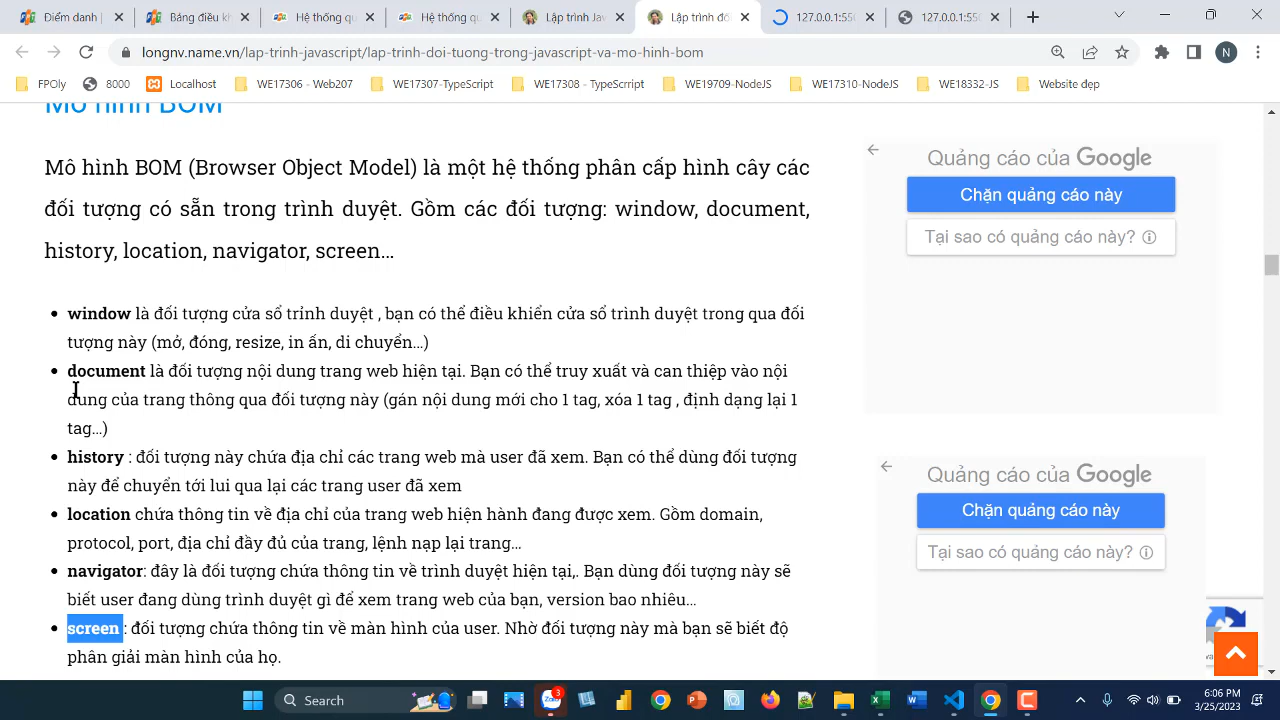 Điểm danh
Bảng điều kh
Hệ thống qu
Hệ thống qu
Lập trình Jav
Lập trình đố
127.0.0.1:550
127.0.0.1:550
longnv.name.vn/lap-trinh-javascript/lap-trinh-doi-tuong-trong-javascript-va-mo-hinh-bom
N
FPOly
8000
Localhost
WE17306 - Web207
WE17307-TypeScript
WE17308 - TypeScrript
WE19709-NodeJS
WE17310-NodeJS
WE18332-JS
Website đẹp
Mô hình BOM
Mô hình BOM (Browser Object Model) là một hệ thống phân cấp hình cây các
đối tượng có sẵn trong trình duyệt. Gồm các đối tượng: window, document,
history, location, navigator, screen…
window là đối tượng cửa sổ trỉnh duyệt , bạn có thể điều khiển cửa sổ trình duyệt trong qua đối
tượng này (mở, đóng, resize, in ấn, di chuyển…)
document là đối tượng nội dung trang web hiện tại. Bạn có thể truy xuất và can thiệp vào nội
dung của trang thông qua đối tượng này (gán nội dung mới cho 1 tag, xóa 1 tag , định dạng lại 1
tag…)
history : đối tượng này chứa địa chỉ các trang web mà user đã xem. Bạn có thể dùng đối tượng
này để chuyển tới lui qua lại các trang user đã xem
location chứa thông tin về địa chỉ của trang web hiện hành đang được xem. Gồm domain,
protocol, port, địa chỉ đầy đủ của trang, lệnh nạp lại trang…
navigator: đây là đối tượng chứa thông tin về trình duyệt hiện tại,. Bạn dùng đối tượng này sẽ
biết user đang dùng trình duyệt gì để xem trang web của bạn, version bao nhiêu…
screen : đối tượng chứa thông tin về màn hình của user. Nhờ đối tượng này mà bạn sẽ biết độ
phân giải màn hình của họ.
Quảng cáo của Google
Chặn quảng cáo này
Tại sao có quảng cáo này?
Quảng cáo của Google
Chặn quảng cáo này
Tại sao có quảng cáo này?
Search
Zalo
3
6:06 PM
3/25/2023